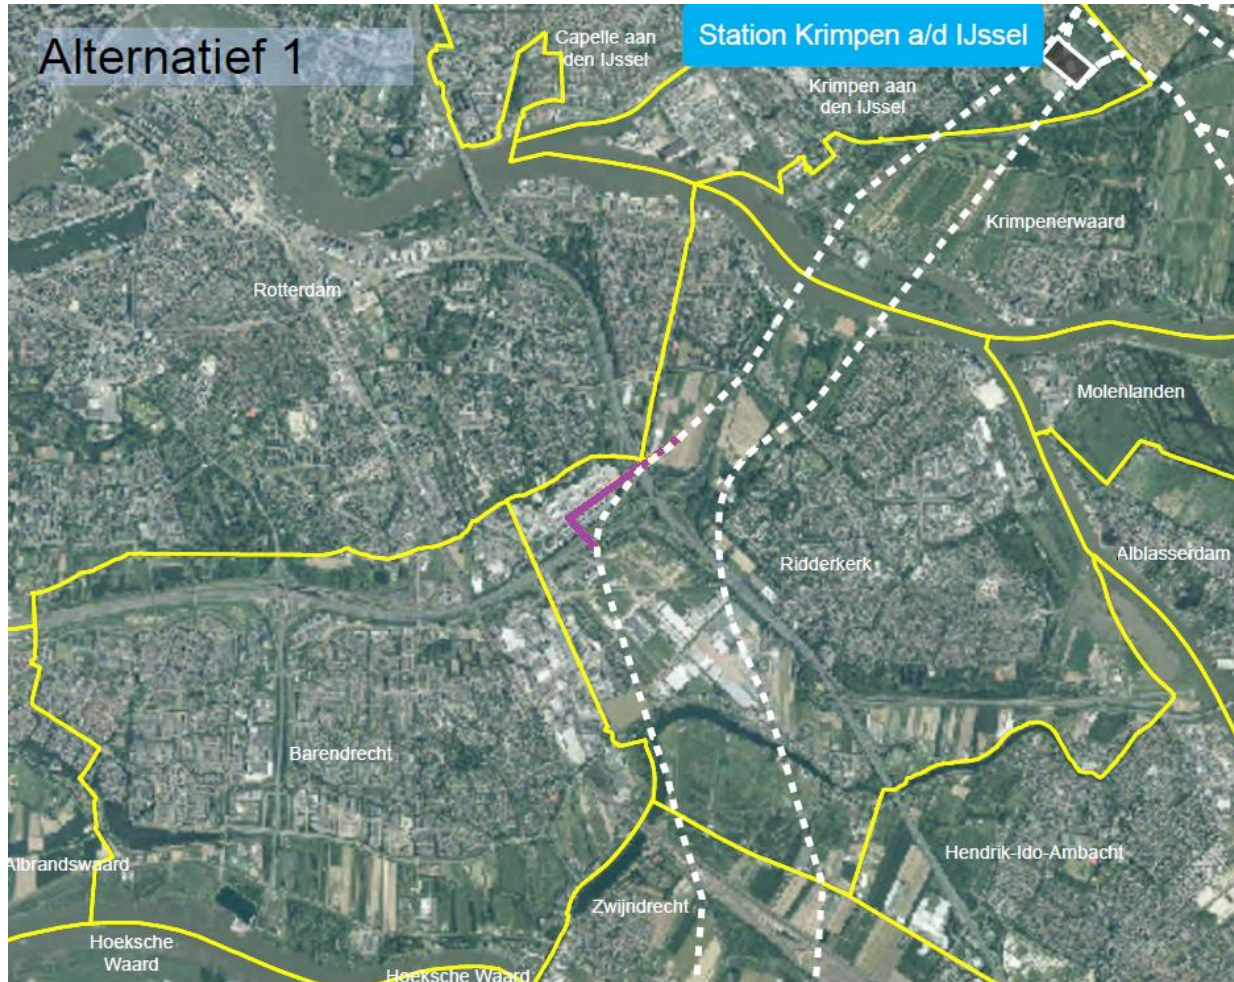 Alternatief 1
Capelle aan
den IJssel
Station Krimpen a/d IJssel
Krimpen aan
den IJssel
Krimpenerwaard
Rotterdam
Molenlanden
Alblasserdam
Ridderkerk
Barendrecht
Albrandswaard
Hendrik-Ido-Ambacht
Zwijndrecht
Hoeksche
Waard
Hoeksche Waard